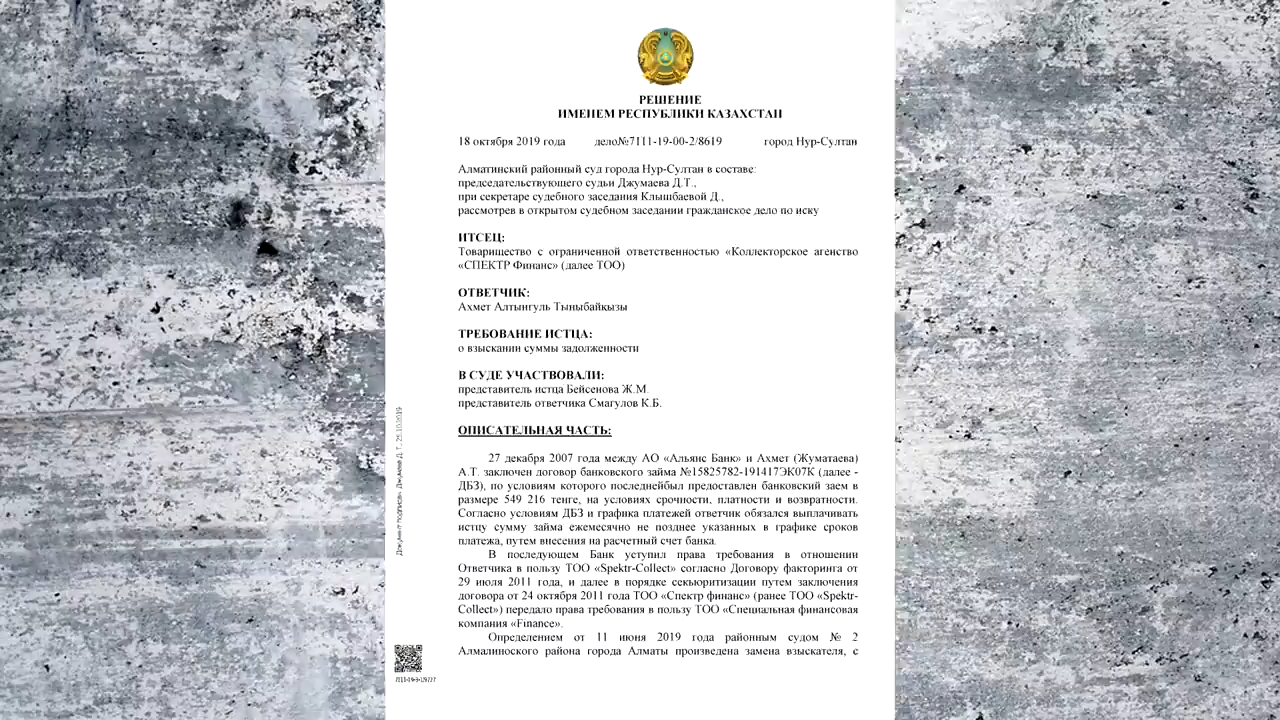 РЕШЕНИЕ
ИМЕНЕМ РЕСПУБЛИКИ КАЗАХСТАН
18 октября 2019 года дело№7111-19-00-2/8619 город Нур-Султан
Алматинский районный суд города Нур-Султан в составе:
председательствующего судьи Джумаева Д.Т.,
при секретаре судебного заседания Клышбаевой Д.,
рассмотрев в открытом судебном заседании гражданское дело по иску
ИТСЕЦ:
Товарищество с ограниченной ответственностью «Коллекторское агенство
«СПЕКТР Финанс» (далее ТОО)
ОТВЕТЧИК:
Ахмет Алтынгуль Тыныбайкызы
ТРЕБОВАНИЕ ИСТЦА:
о взыскании суммы задолженности
В СУДЕ УЧАСТВОВАЛИ:
представитель истца Бейсенова Ж.М.
представитель ответчика Смагулов К.Б.
ОПИСАТЕЛЬНАЯ ЧАСТЬ:
27 декабря 2007 года между АО «Альянс Банк» и Ахмет (Жуматаева)
А.Т. заключен договор банковского займа №15825782-191417ЭК07К (далее -
ДБЗ), по условиям которого последнейбыл предоставлен банковский заем в
размере 549 216 тенге, на условиях срочности, платности и возвратности.
Согласно условиям ДБЗ и графика платежей ответчик обязался выплачивать
истцу сумму займа ежемесячно не позднее указанных в графике сроков
платежа, путем внесения на расчетный счет банка.
В последующем Банк уступил права требования в отношении
Ответчика в пользу ТОО «Spektr-Collect» согласно Договору факторинга от
29 июля 2011 года, и далее в порядке секьюритизации путем заключения
договора от 24 октября 2011 года ТОО «Спектр финанс» (ранее ТОО «Spektr-
Collect») передало права требования в пользу ТОО «Специальная финансовая
компания «Finance».
Определением от 11 июня 2019 года районным судом № 2
Алмалиноского района города Алматы произведена замена взыскателя, с
Документ подписан: Джумаев Д. Т. 25.10.2019